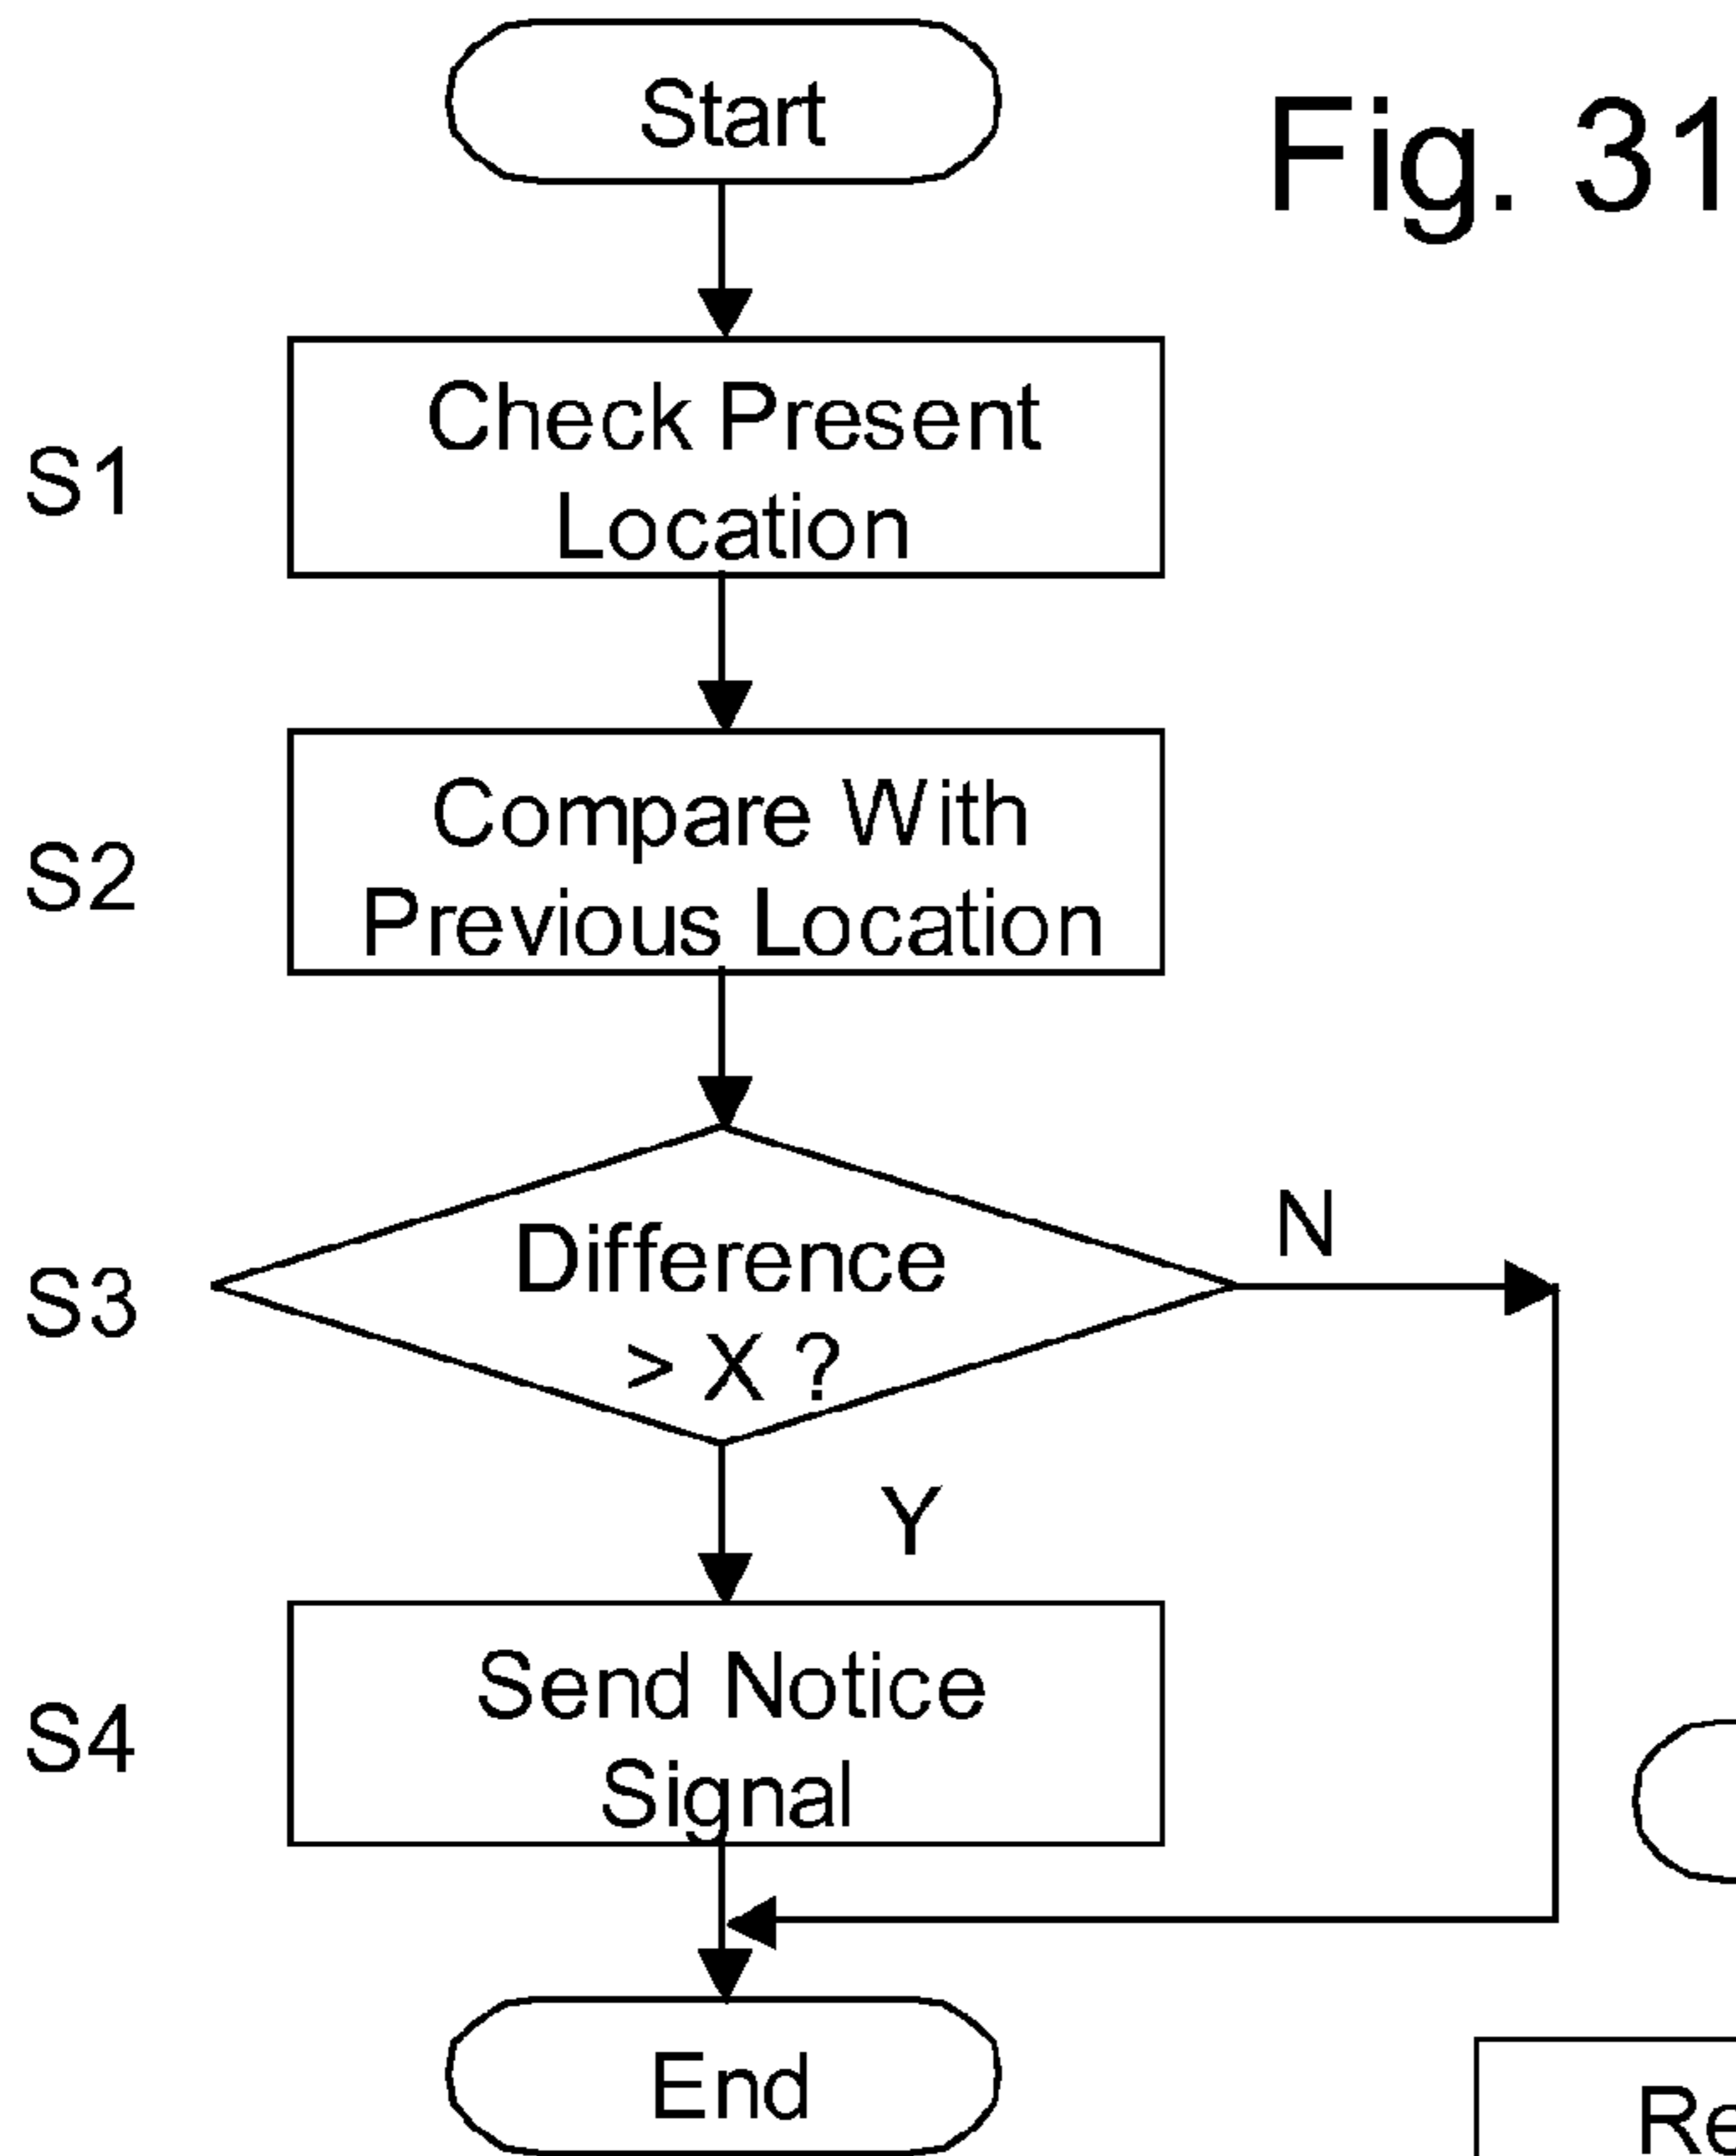 Start
Fig. 31
S1
Check Present
Location
S2
Compare With
Previous Location
S3
Difference
> X ?
N
Y
S4
Send Notice
Signal
End